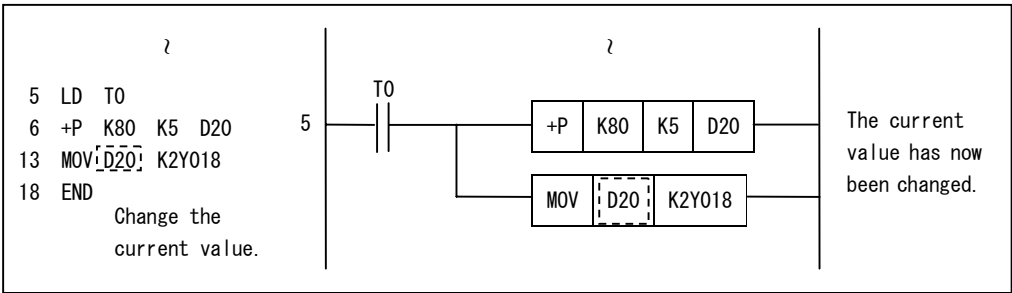 ≀
5 LD T0
6 +P K80 K5 D20
13 MOV D20 K2Y018
18 END
Change the
current value.
≀
T0
5
+P K80 K5 D20
MOV D20 K2Y018
The current
value has now
been changed.